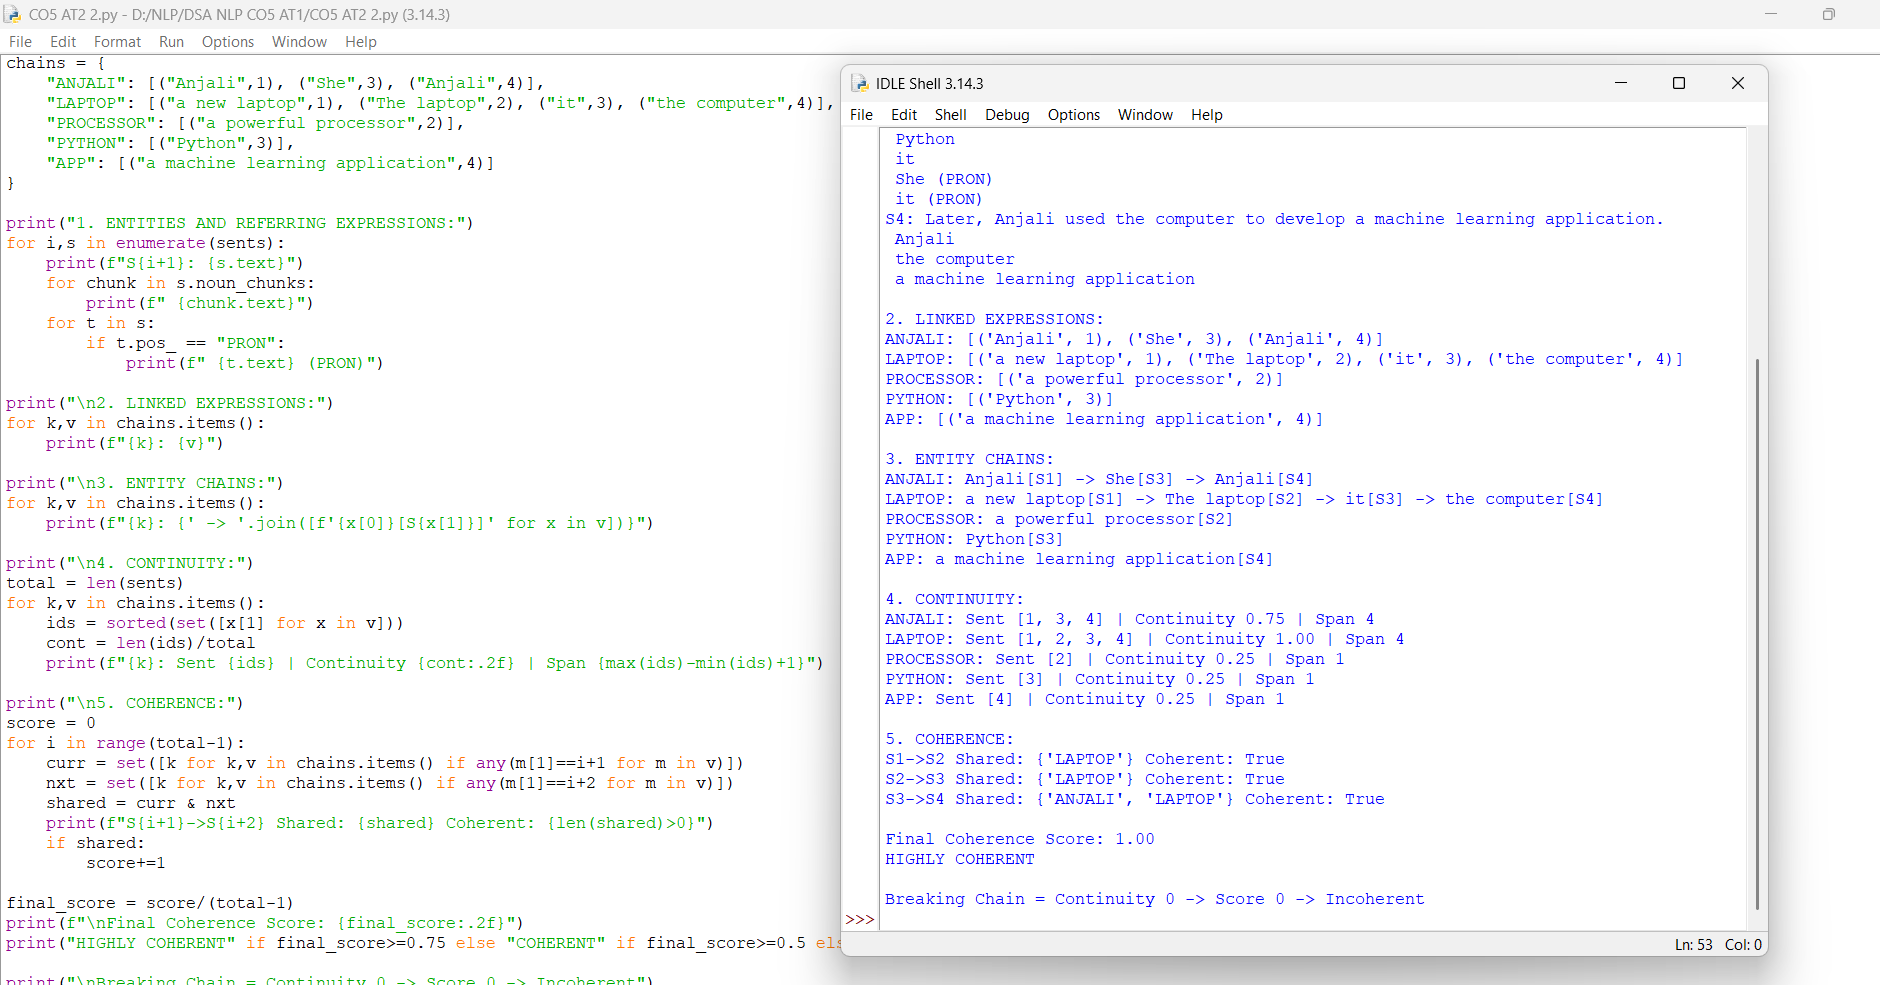 CO5 AT2 2.py - D:/NLP/DSA NLP CO5 AT1/CO5 AT2 2.py (3.14.3)
File Edit Format Run Options Window Help
chains = {
    "ANJALI": [("Anjali",1), ("She",3), ("Anjali",4)],
    "LAPTOP": [("a new laptop",1), ("The laptop",2), ("it",3), ("the computer",4)],
    "PROCESSOR": [("a powerful processor",2)],
    "PYTHON": [("Python",3)],
    "APP": [("a machine learning application",4)]
}
print("1. ENTITIES AND REFERRING EXPRESSIONS:")
for i,s in enumerate(sents):
    print(f"S{i+1}: {s.text}")
    for chunk in s.noun_chunks:
        print(f" {chunk.text}")
    for t in s:
        if t.pos_ == "PRON":
            print(f" {t.text} (PRON)")
print("\n2. LINKED EXPRESSIONS:")
for k,v in chains.items():
    print(f"{k}: {v}")
print("\n3. ENTITY CHAINS:")
for k,v in chains.items():
    print(f"{k}: {' -> '.join([f'{x[0]}[S{x[1]}]' for x in v])}")
print("\n4. CONTINUITY:")
total = len(sents)
for k,v in chains.items():
    ids = sorted(set([x[1] for x in v]))
    cont = len(ids)/total
    print(f"{k}: Sent {ids} | Continuity {cont:.2f} | Span {max(ids)-min(ids)+1}")
print("\n5. COHERENCE:")
score = 0
for i in range(total-1):
    curr = set([k for k,v in chains.items() if any(m[1]==i+1 for m in v)])
    nxt = set([k for k,v in chains.items() if any(m[1]==i+2 for m in v)])
    shared = curr & nxt
    print(f"S{i+1}->S{i+2} Shared: {shared} Coherent: {len(shared)>0}")
    if shared:
        score+=1
final_score = score/(total-1)
print(f"\nFinal Coherence Score: {final_score:.2f}")
print("HIGHLY COHERENT" if final_score>=0.75 else "COHERENT" if final_score>=0.5 els
print("\nBreaking Chain = Continuity 0 -> Score 0 -> Incoherent")
IDLE Shell 3.14.3
File Edit Shell Debug Options Window Help
 Python
 it
 She (PRON)
 it (PRON)
S4: Later, Anjali used the computer to develop a machine learning application.
 Anjali
 the computer
 a machine learning application
2. LINKED EXPRESSIONS:
ANJALI: [('Anjali', 1), ('She', 3), ('Anjali', 4)]
LAPTOP: [('a new laptop', 1), ('The laptop', 2), ('it', 3), ('the computer', 4)]
PROCESSOR: [('a powerful processor', 2)]
PYTHON: [('Python', 3)]
APP: [('a machine learning application', 4)]
3. ENTITY CHAINS:
ANJALI: Anjali[S1] -> She[S3] -> Anjali[S4]
LAPTOP: a new laptop[S1] -> The laptop[S2] -> it[S3] -> the computer[S4]
PROCESSOR: a powerful processor[S2]
PYTHON: Python[S3]
APP: a machine learning application[S4]
4. CONTINUITY:
ANJALI: Sent [1, 3, 4] | Continuity 0.75 | Span 4
LAPTOP: Sent [1, 2, 3, 4] | Continuity 1.00 | Span 4
PROCESSOR: Sent [2] | Continuity 0.25 | Span 1
PYTHON: Sent [3] | Continuity 0.25 | Span 1
APP: Sent [4] | Continuity 0.25 | Span 1
5. COHERENCE:
S1->S2 Shared: {'LAPTOP'} Coherent: True
S2->S3 Shared: {'LAPTOP'} Coherent: True
S3->S4 Shared: {'ANJALI', 'LAPTOP'} Coherent: True
Final Coherence Score: 1.00
HIGHLY COHERENT
Breaking Chain = Continuity 0 -> Score 0 -> Incoherent
>>>
Ln: 53 Col: 0